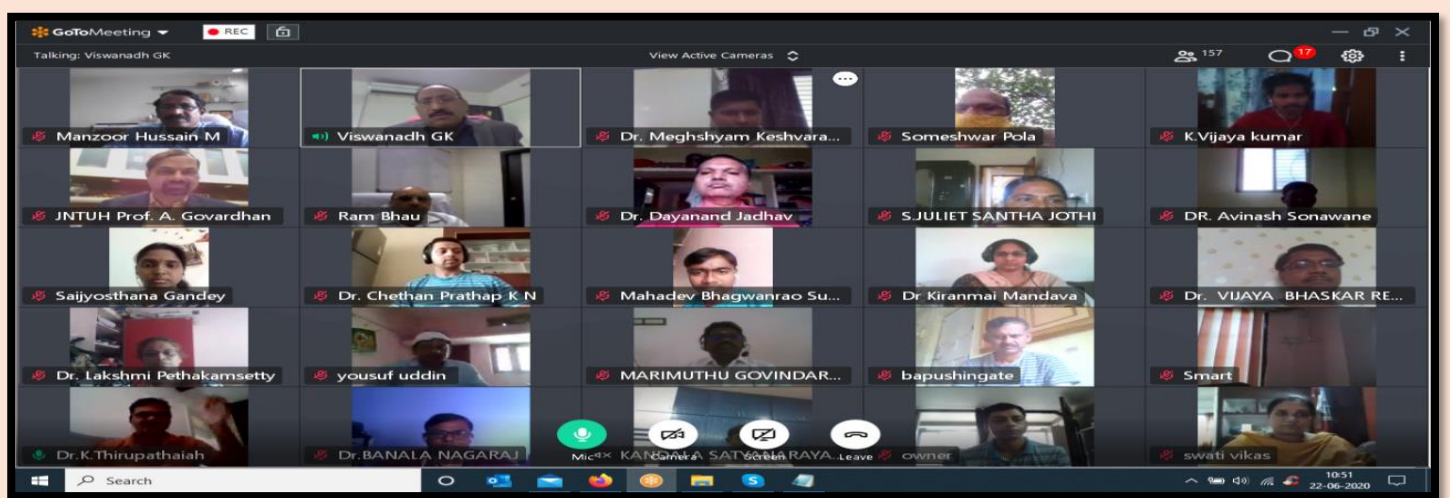 GoToMeeting REC
Talking: Viswanadh GK View Active Cameras 157 17
Manzoor Hussain M Viswanadh GK Dr. Meghshyam Keshvara... Someshwar Pola K.Vijaya kumar
JNTUH Prof. A. Govardhan Ram Bhau Dr. Dayanand Jadhav S.JULIET SANTHA JOTHI DR. Avinash Sonawane
Saijyosthana Gandey Dr. Chethan Prathap K N Mahadev Bhagwanrao Su... Dr Kiranmai Mandava Dr. VIJAYA BHASKAR RE...
Dr. Lakshmi Pethakamsetty yousuf uddin MARIMUTHU GOVINDAR... bapushingate Smart
Dr.K.Thirupathaiah Dr.BANALA NAGARAJ Mic Camera Screen Leave owner swati vikas
Search 10:51
22-06-2020